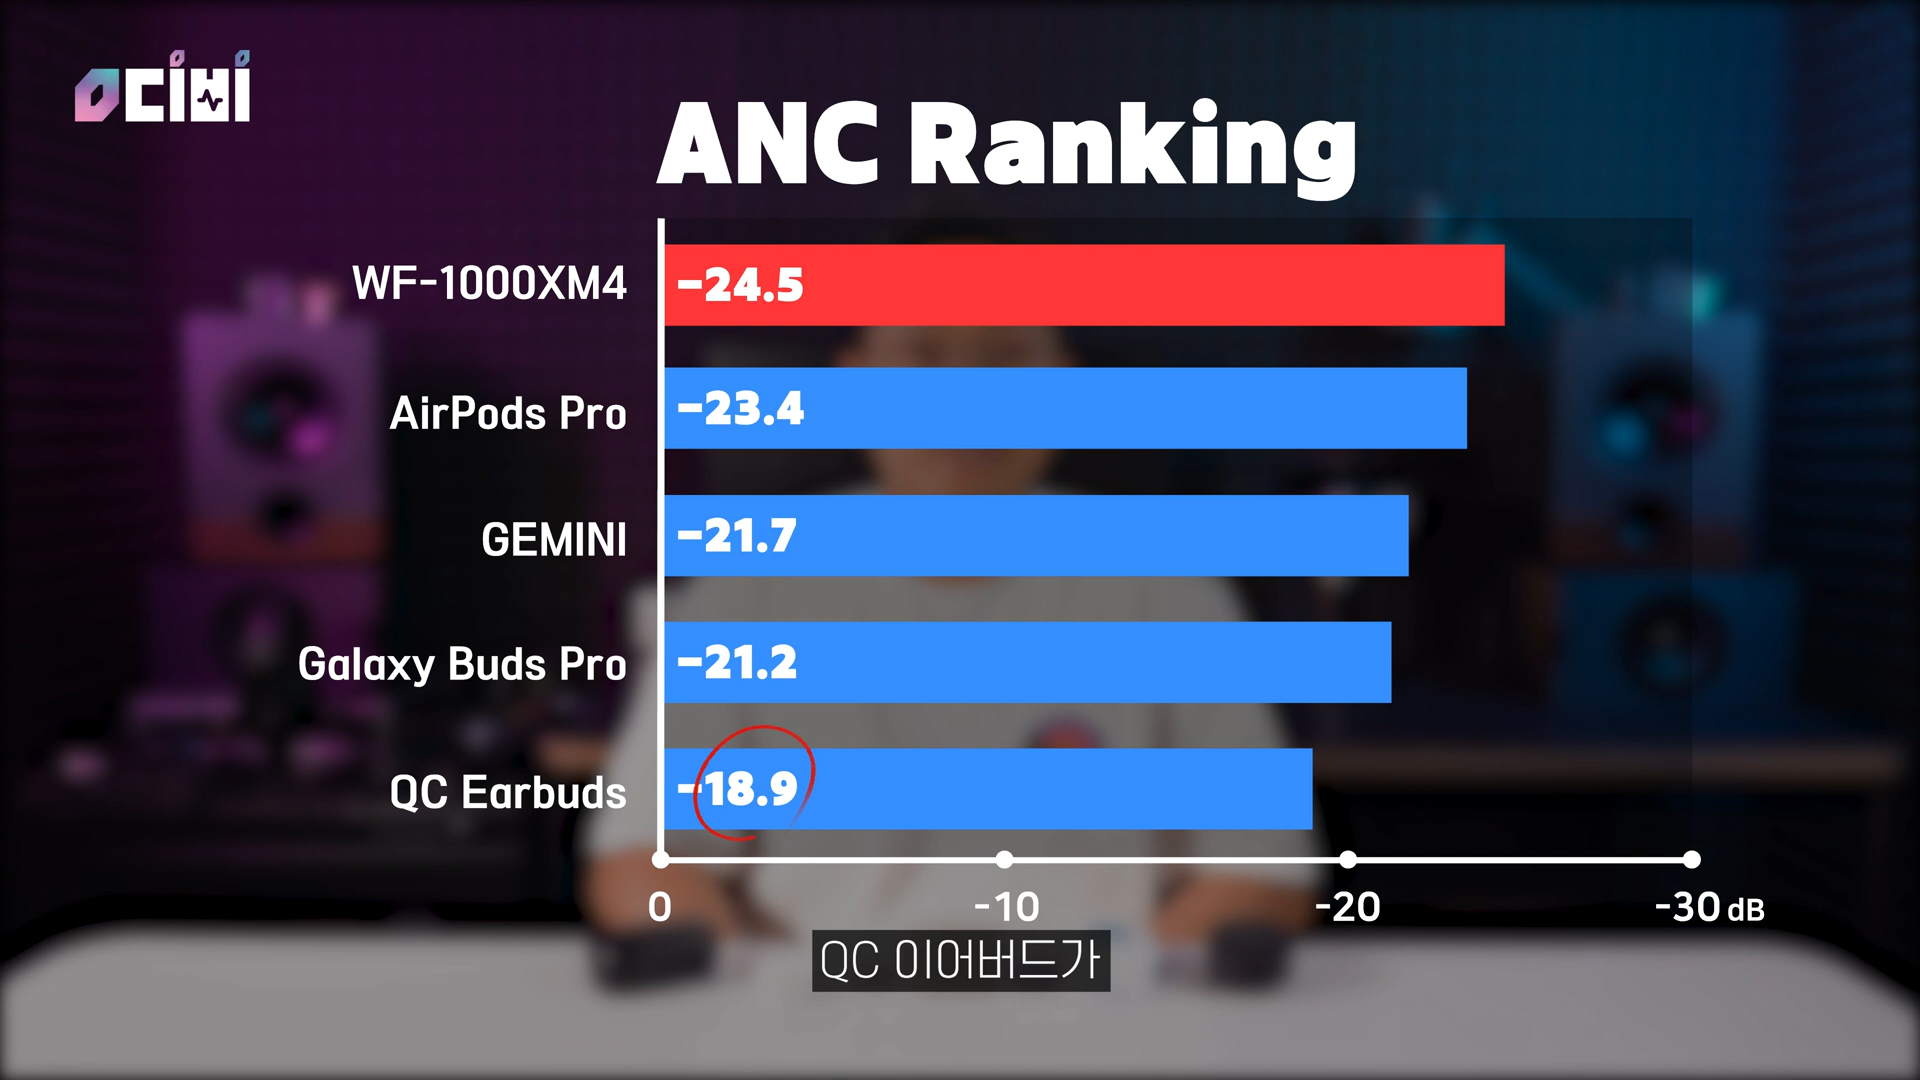 ANC Ranking
WF-1000XM4
-24.5
AirPods Pro
-23.4
GEMINI
-21.7
Galaxy Buds Pro
-21.2
QC Earbuds
-18.9
0
-10
-20
-30 dB
QC 이어버드가